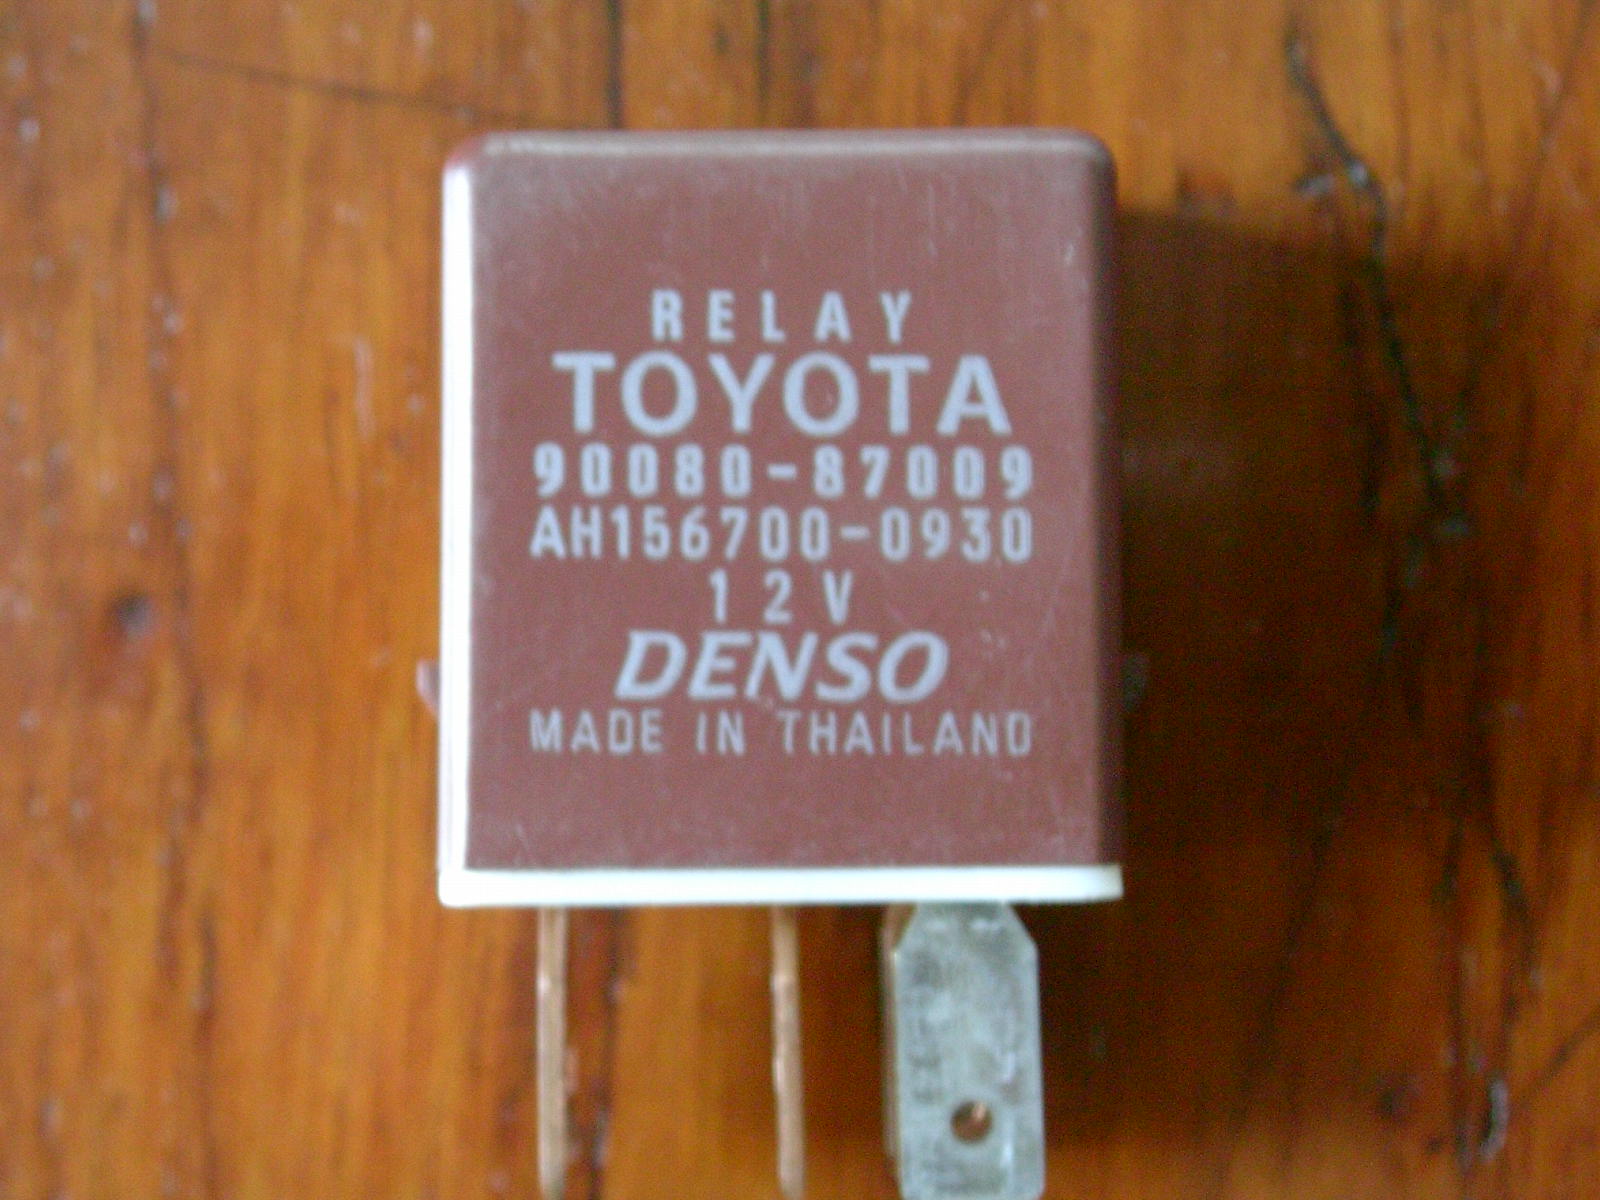 RELAY
TOYOTA
90080-87009
AH156700-0930
12V
DENSO
MADE IN THAILAND